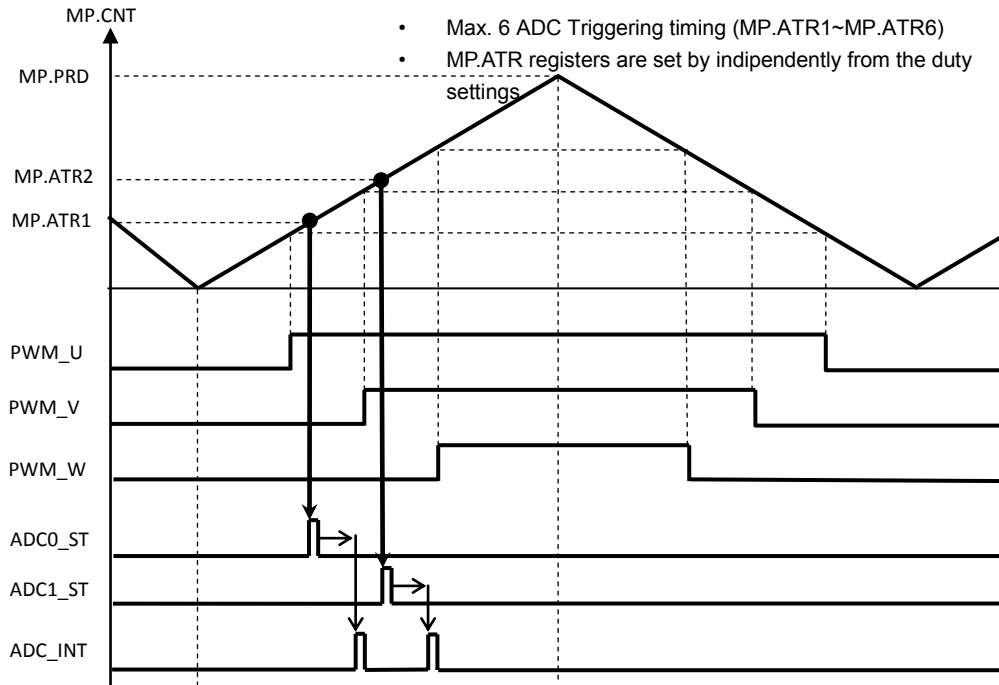 MP.CNT
• Max. 6 ADC Triggering timing (MP.ATR1~MP.ATR6)
• MP.ATR registers are set by indipendently from the duty
settings
MP.PRD
MP.ATR2
MP.ATR1
PWM_U
PWM_V
PWM_W
ADC0_ST
ADC1_ST
ADC_INT